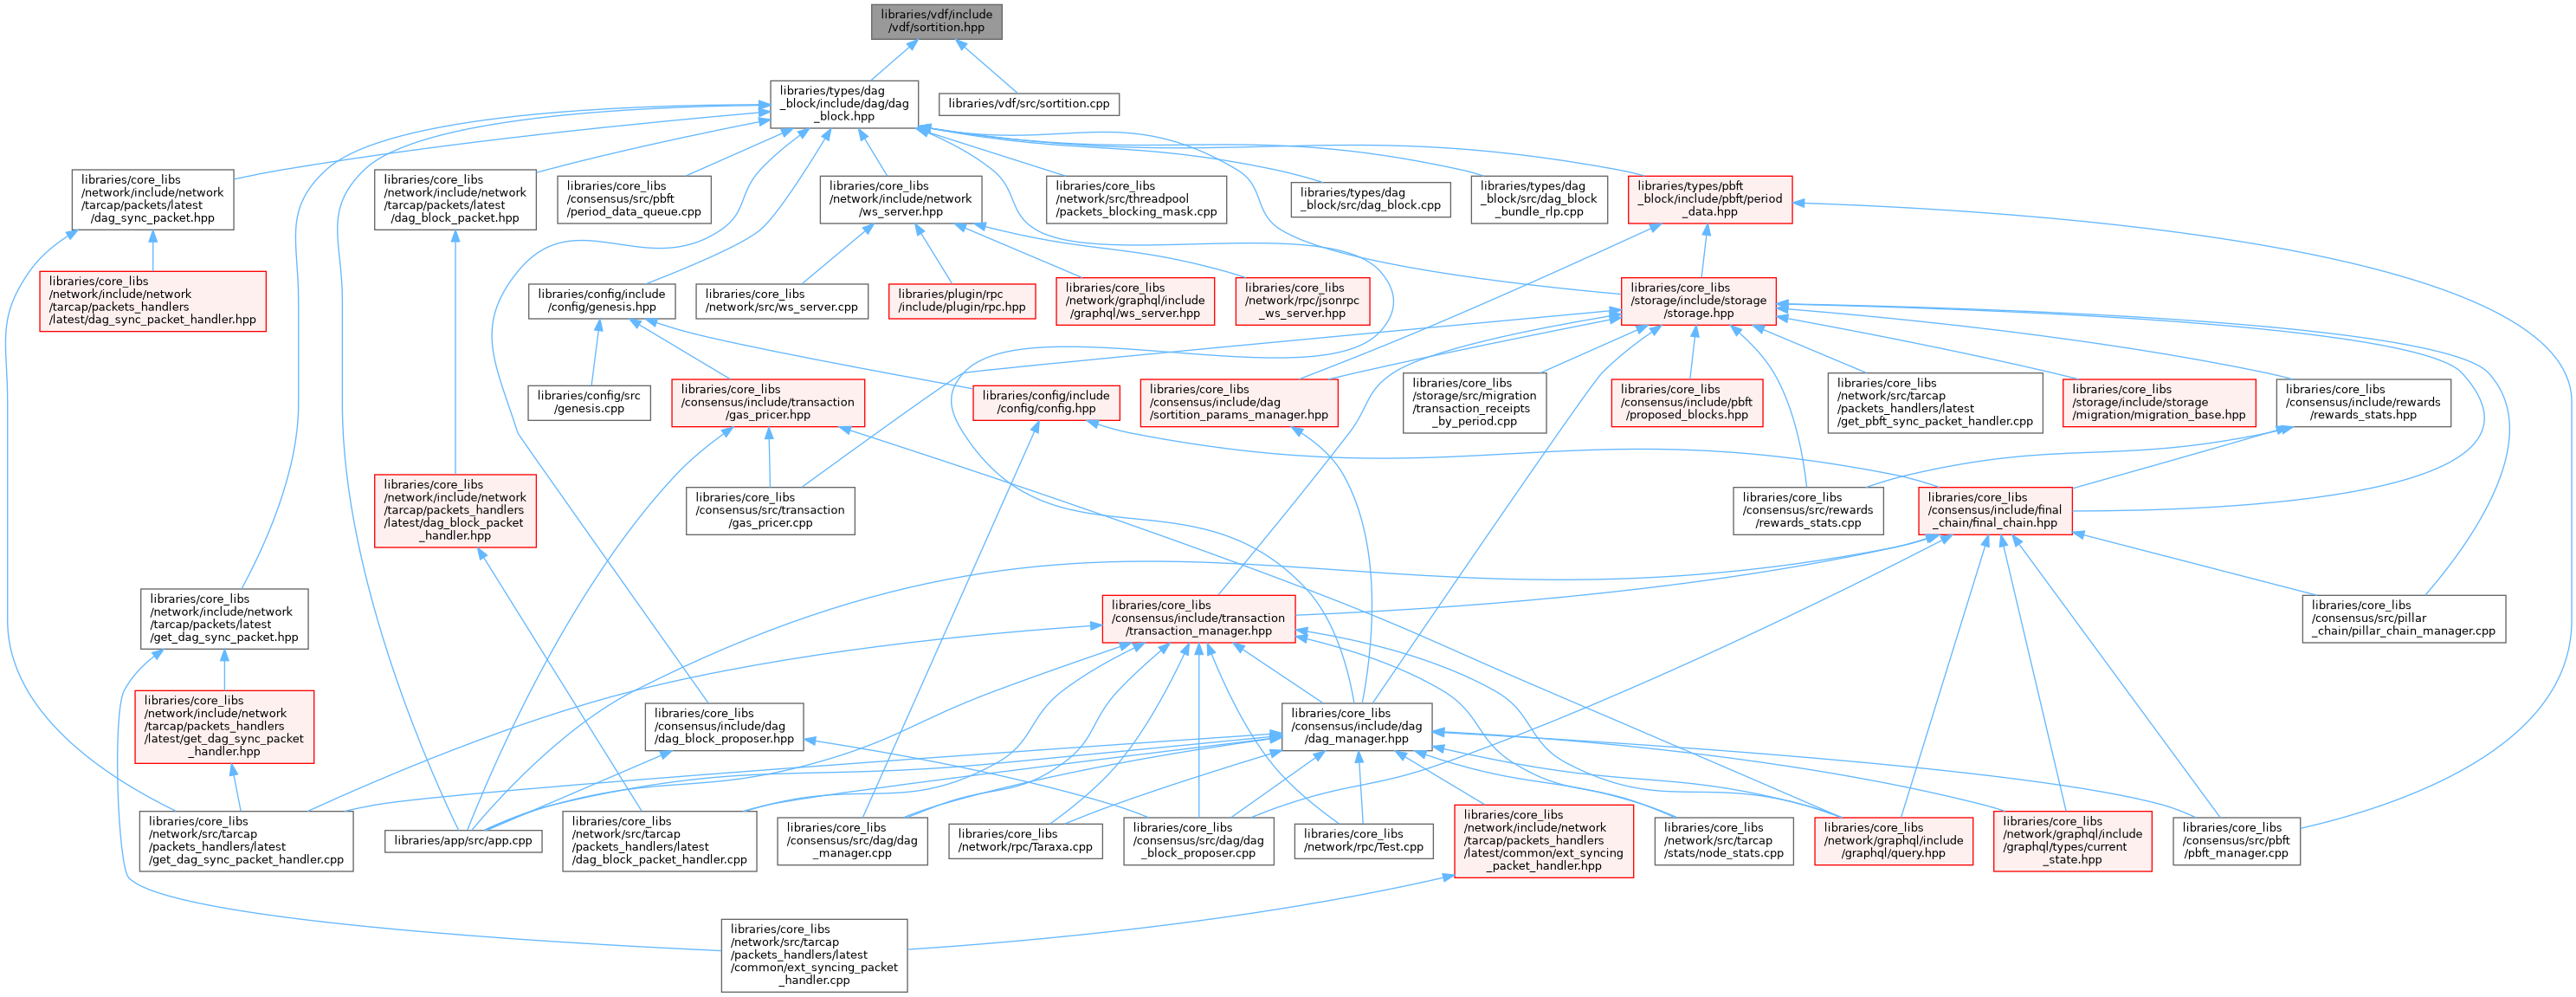 libraries/vdf/include
/vdf/sortition.hpp
libraries/types/dag
_block/include/dag/dag
_block.hpp
libraries/vdf/src/sortition.cpp
libraries/core_libs
/network/include/network
/tarcap/packets/latest
/dag_sync_packet.hpp
libraries/core_libs
/network/include/network
/tarcap/packets/latest
/dag_block_packet.hpp
libraries/core_libs
/consensus/src/pbft
/period_data_queue.cpp
libraries/core_libs
/network/include/network
/ws_server.hpp
libraries/core_libs
/network/src/threadpool
/packets_blocking_mask.cpp
libraries/types/dag
_block/src/dag_block.cpp
libraries/types/dag
_block/src/dag_block
_bundle_rlp.cpp
libraries/types/pbft
_block/include/pbft/period
_data.hpp
libraries/core_libs
/network/include/network
/tarcap/packets_handlers
/latest/dag_sync_packet_handler.hpp
libraries/config/include
/config/genesis.hpp
libraries/core_libs
/network/src/ws_server.cpp
libraries/plugin/rpc
/include/plugin/rpc.hpp
libraries/core_libs
/network/graphql/include
/graphql/ws_server.hpp
libraries/core_libs
/network/rpc/jsonrpc
_ws_server.hpp
libraries/core_libs
/storage/include/storage
/storage.hpp
libraries/config/src
/genesis.cpp
libraries/core_libs
/consensus/include/transaction
/gas_pricer.hpp
libraries/config/include
/config/config.hpp
libraries/core_libs
/consensus/include/dag
/sortition_params_manager.hpp
libraries/core_libs
/storage/src/migration
/transaction_receipts
_by_period.cpp
libraries/core_libs
/consensus/include/pbft
/proposed_blocks.hpp
libraries/core_libs
/network/src/tarcap
/packets_handlers/latest
/get_pbft_sync_packet_handler.cpp
libraries/core_libs
/storage/include/storage
/migration/migration_base.hpp
libraries/core_libs
/consensus/include/rewards
/rewards_stats.hpp
libraries/core_libs
/network/include/network
/tarcap/packets_handlers
/latest/dag_block_packet
_handler.hpp
libraries/core_libs
/consensus/src/transaction
/gas_pricer.cpp
libraries/core_libs
/consensus/src/rewards
/rewards_stats.cpp
libraries/core_libs
/consensus/include/final
_chain/final_chain.hpp
libraries/core_libs
/network/include/network
/tarcap/packets/latest
/get_dag_sync_packet.hpp
libraries/core_libs
/consensus/include/transaction
/transaction_manager.hpp
libraries/core_libs
/consensus/src/pillar
_chain/pillar_chain_manager.cpp
libraries/core_libs
/network/include/network
/tarcap/packets_handlers
/latest/get_dag_sync_packet
_handler.hpp
libraries/core_libs
/consensus/include/dag
/dag_block_proposer.hpp
libraries/core_libs
/consensus/include/dag
/dag_manager.hpp
libraries/core_libs
/network/src/tarcap
/packets_handlers/latest
/get_dag_sync_packet_handler.cpp
libraries/app/src/app.cpp
libraries/core_libs
/network/src/tarcap
/packets_handlers/latest
/dag_block_packet_handler.cpp
libraries/core_libs
/consensus/src/dag/dag
_manager.cpp
libraries/core_libs
/network/rpc/Taraxa.cpp
libraries/core_libs
/consensus/src/dag/dag
_block_proposer.cpp
libraries/core_libs
/network/rpc/Test.cpp
libraries/core_libs
/network/include/network
/tarcap/packets_handlers
/latest/common/ext_syncing
_packet_handler.hpp
libraries/core_libs
/network/src/tarcap
/stats/node_stats.cpp
libraries/core_libs
/network/graphql/include
/graphql/query.hpp
libraries/core_libs
/network/graphql/include
/graphql/types/current
_state.hpp
libraries/core_libs
/consensus/src/pbft
/pbft_manager.cpp
libraries/core_libs
/network/src/tarcap
/packets_handlers/latest
/common/ext_syncing_packet
_handler.cpp